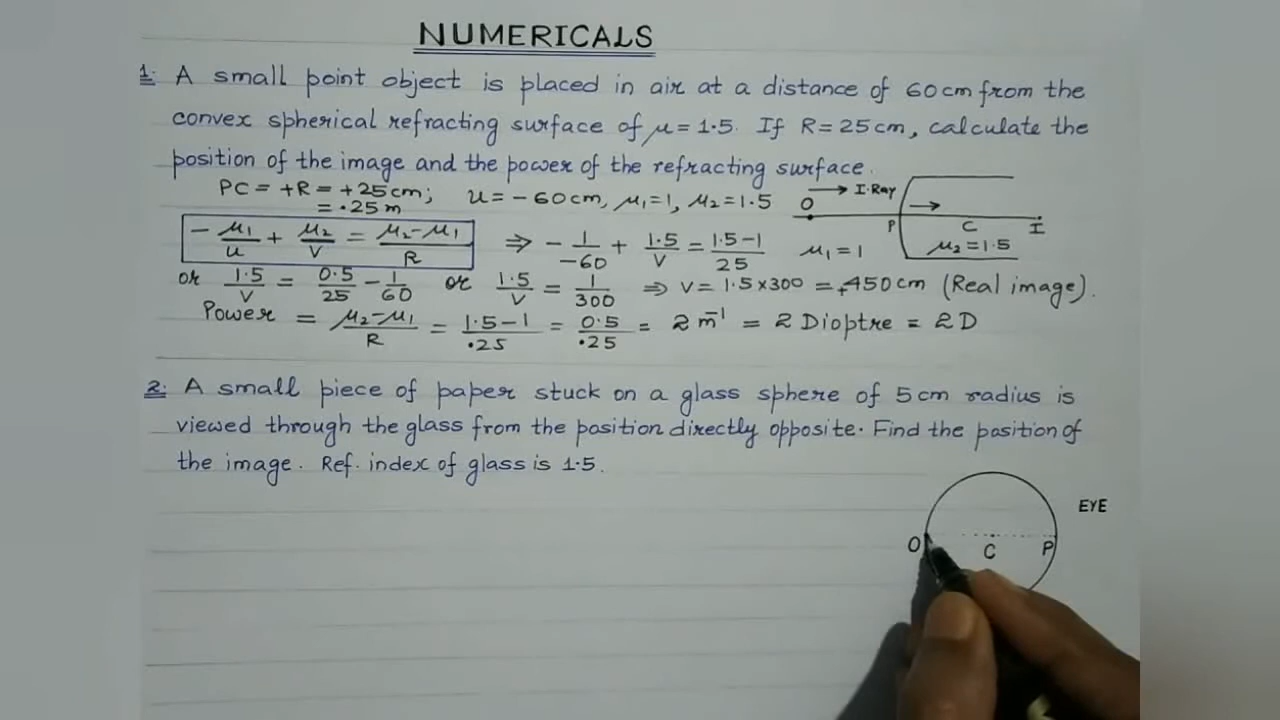 NUMERICALS
1. A small point object is placed in air at a distance of 60 cm from the
convex spherical refracting surface of μ = 1.5. If R = 25 cm, calculate the
position of the image and the power of the refracting surface.
PC = +R = +25 cm; u = -60 cm, μ₁ = 1, μ₂ = 1.5
= .25 m
O → I. Ray → P C I
μ₁ = 1 μ₂ = 1.5
- μ₁/u + μ₂/v = μ₂-μ₁/R ⇒ - 1/-60 + 1.5/v = 1.5-1/25
or 1.5/v = 0.5/25 - 1/60 or 1.5/v = 1/300 ⇒ v = 1.5×300 = +450 cm (Real image).
Power = μ₂-μ₁/R = 1.5-1/.25 = 0.5/.25 = 2 m⁻¹ = 2 Dioptre = 2 D
2. A small piece of paper stuck on a glass sphere of 5 cm radius is
viewed through the glass from the position directly opposite. Find the position of
the image. Ref. index of glass is 1.5.
EYE
O C P